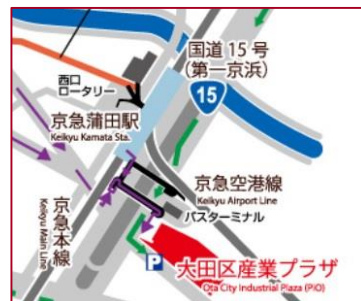 国道 15 号
(第一京浜)
西口
ロータリー
15
京急蒲田駅
Keikyu Kamata Sta.
京急空港線
Keikyu Airport Line
バスターミナル
京急本線
Keikyu Main Line
P
大田区産業プラザ
Ota City Industrial Plaza (PiO)